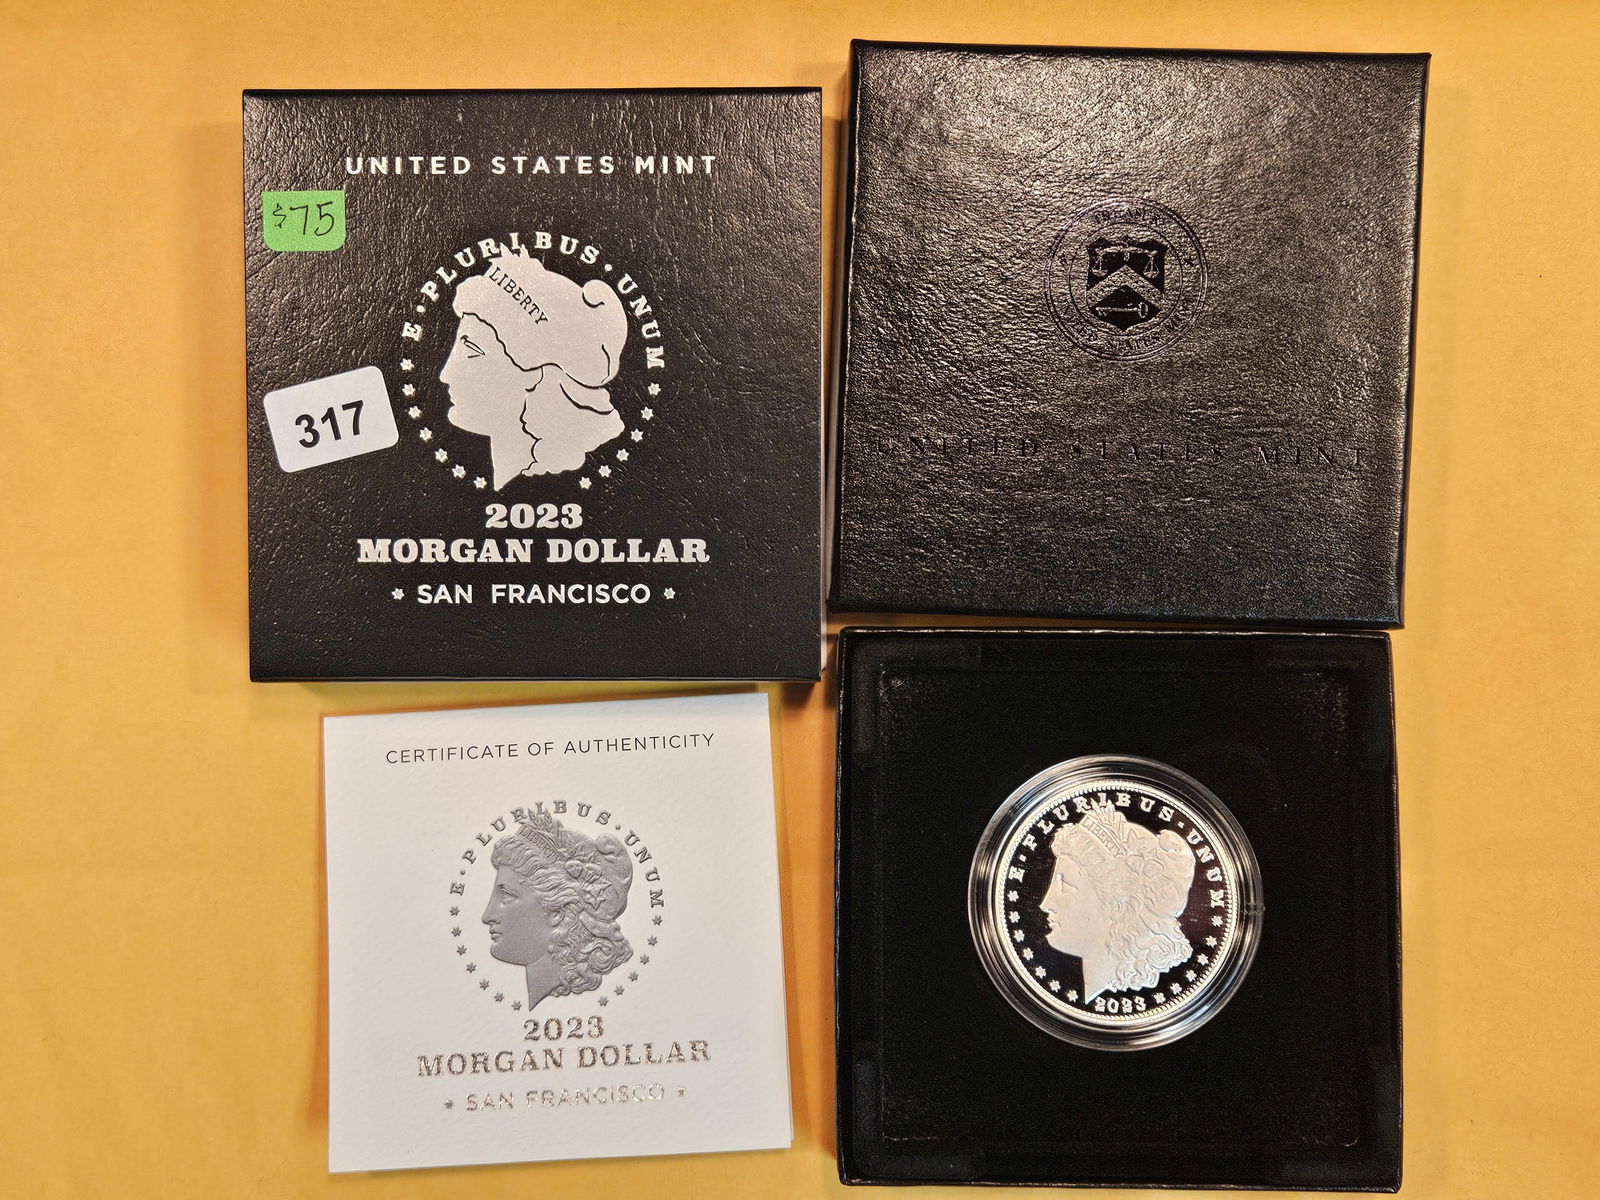 UNITED STATES MINT
$75
E · PLURIBUS · UNUM
LIBERTY
317
2023
MORGAN DOLLAR
* SAN FRANCISCO *
UNITED STATES MINT
CERTIFICATE OF AUTHENTICITY
E · PLURIBUS · UNUM
LIBERTY
2023
MORGAN DOLLAR
* SAN FRANCISCO *
E · PLURIBUS · UNUM
LIBERTY
2023